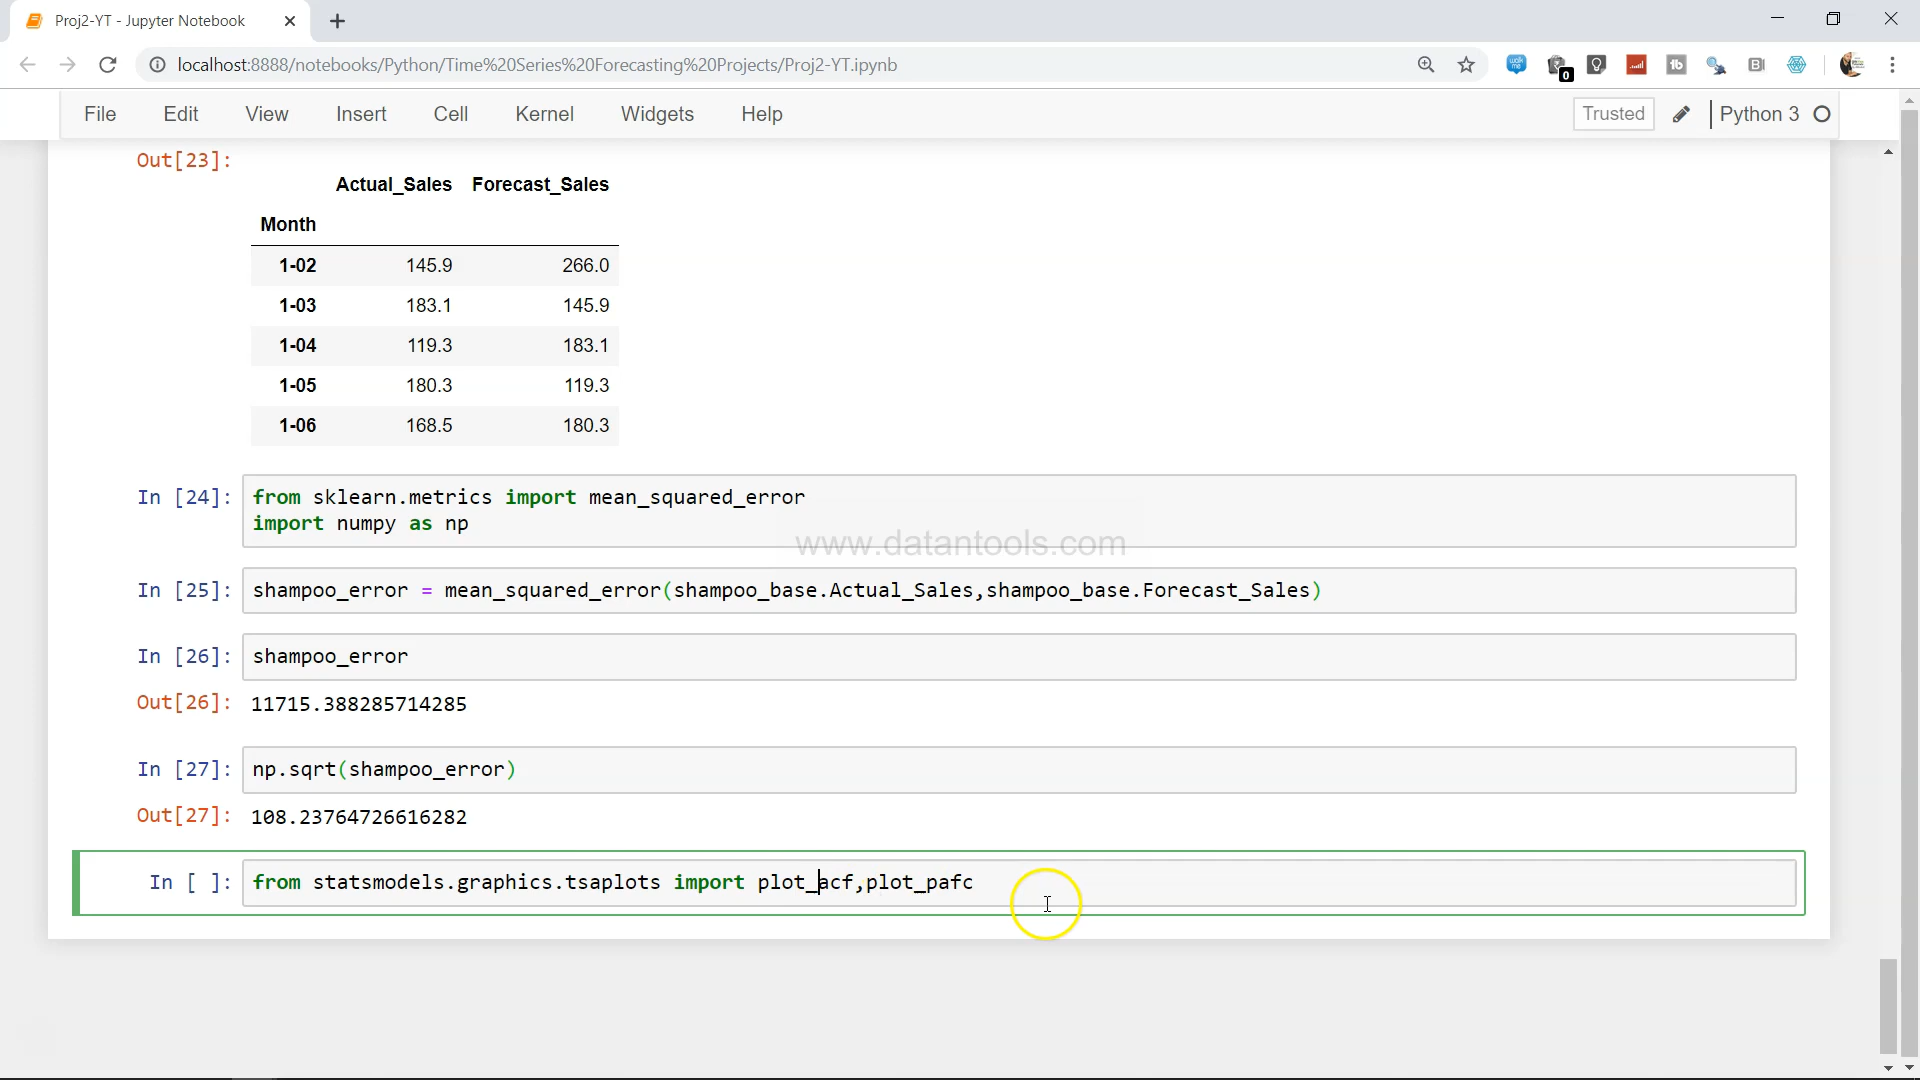 Proj2-YT - Jupyter Notebook
localhost:8888/notebooks/Python/Time%20Series%20Forecasting%20Projects/Proj2-YT.ipynb
0
tb
B
File Edit View Insert Cell Kernel Widgets Help Trusted Python 3
Out[23]:
Actual_Sales Forecast_Sales
Month
1-02 145.9 266.0
1-03 183.1 145.9
1-04 119.3 183.1
1-05 180.3 119.3
1-06 168.5 180.3
In [24]: from sklearn.metrics import mean_squared_error
import numpy as np
www.datantools.com
In [25]: shampoo_error = mean_squared_error(shampoo_base.Actual_Sales,shampoo_base.Forecast_Sales)
In [26]: shampoo_error
Out[26]: 11715.388285714285
In [27]: np.sqrt(shampoo_error)
Out[27]: 108.23764726616282
In [ ]: from statsmodels.graphics.tsaplots import plot_acf,plot_pafc